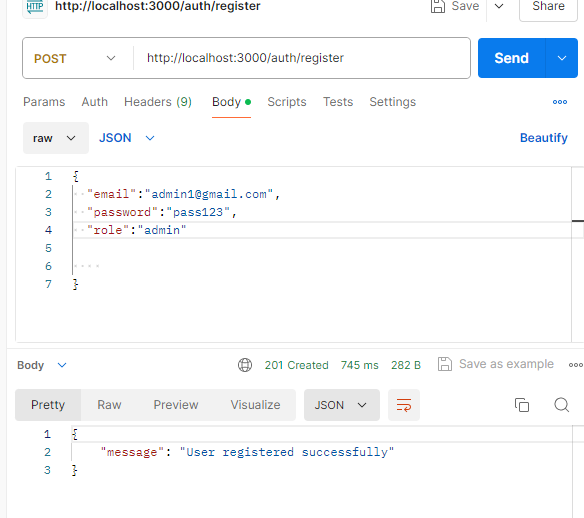 HTTP http://localhost:3000/auth/register Save Share
POST http://localhost:3000/auth/register Send
Params Auth Headers (9) Body Scripts Tests Settings
raw JSON Beautify
1 {
2 "email":"admin1@gmail.com",
3 "password":"pass123",
4 "role":"admin"
5
6
7 }
Body 201 Created 745 ms 282 B Save as example
Pretty Raw Preview Visualize JSON
1 {
2 "message": "User registered successfully"
3 }